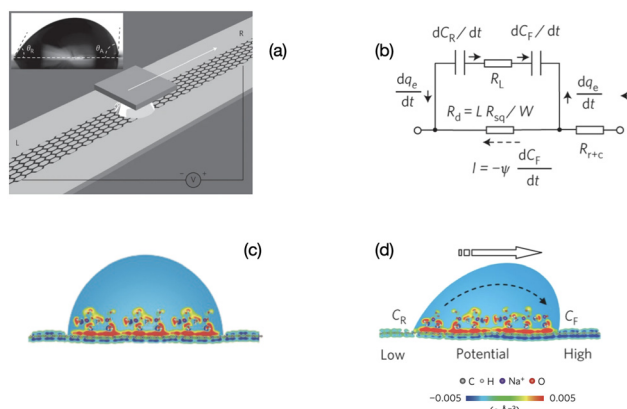 (a)
R
θR
θA
L
− V +
(b)
dCR / dt
dCF / dt
RL
dqe
dt
dqe
dt
Rd = L Rsq / W
Rr+c
I = −ψ dCF
dt
(c)
(d)
CR
CF
Low
Potential
High
C H Na⁺ O
−0.005
0.005